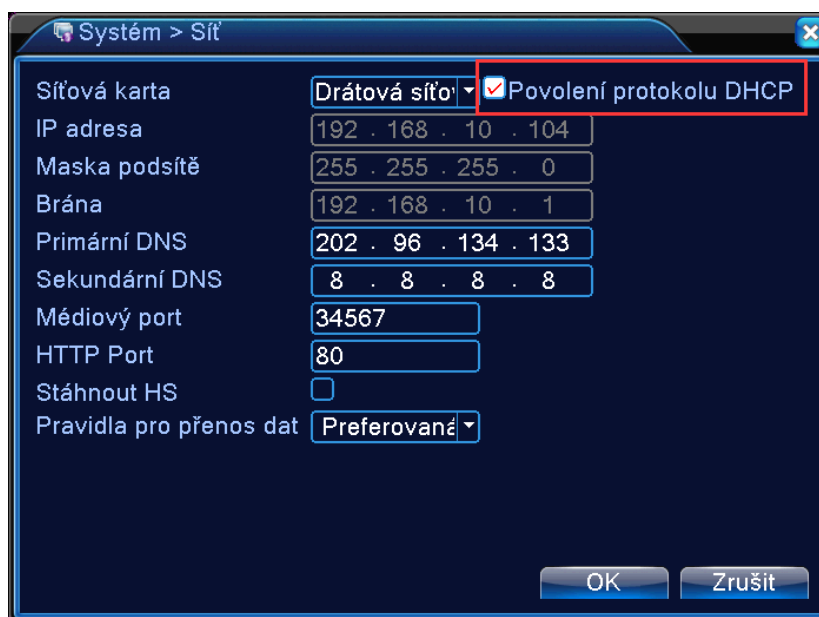 Systém > Síť
Síťová karta Drátová síťo Povolení protokolu DHCP
IP adresa 192 . 168 . 10 . 104
Maska podsítě 255 . 255 . 255 . 0
Brána 192 . 168 . 10 . 1
Primární DNS 202 . 96 . 134 . 133
Sekundární DNS 8 . 8 . 8 . 8
Médiový port 34567
HTTP Port 80
Stáhnout HS
Pravidla pro přenos dat Preferovaná
OK Zrušit